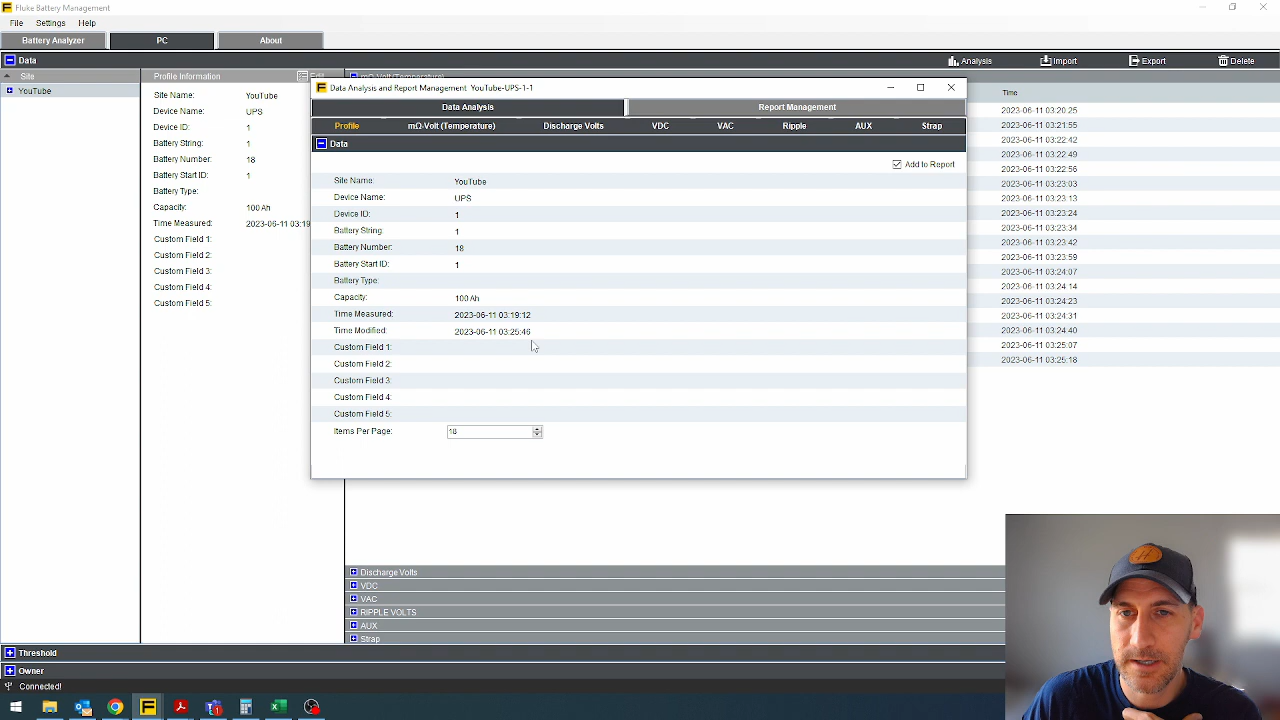 Fluke Battery Management
File Settings Help
Battery Analyzer PC About
Data Analysis Import Export Delete
Site Profile Information Edit mΩ-Volt (Temperature)
YouTube
Site Name: YouTube
Device Name: UPS
Device ID: 1
Battery String: 1
Battery Number: 18
Battery Start ID: 1
Battery Type:
Capacity: 100 Ah
Time Measured: 2023-06-11 03:19
Custom Field 1:
Custom Field 2:
Custom Field 3:
Custom Field 4:
Custom Field 5:
Data Analysis and Report Management YouTube-UPS-1-1
Data Analysis Report Management
Profile mΩ-Volt (Temperature) Discharge Volts VDC VAC Ripple AUX Strap
Data
Add to Report
Site Name: YouTube
Device Name: UPS
Device ID: 1
Battery String: 1
Battery Number: 18
Battery Start ID: 1
Battery Type:
Capacity: 100 Ah
Time Measured: 2023-06-11 03:19:12
Time Modified: 2023-06-11 03:25:46
Custom Field 1:
Custom Field 2:
Custom Field 3:
Custom Field 4:
Custom Field 5:
Items Per Page: 16
Time
2023-06-11 03:20:25
2023-06-11 03:21:55
2023-06-11 03:22:42
2023-06-11 03:22:49
2023-06-11 03:22:56
2023-06-11 03:23:03
2023-06-11 03:23:13
2023-06-11 03:23:24
2023-06-11 03:23:34
2023-06-11 03:23:42
2023-06-11 03:23:59
2023-06-11 03:24:07
2023-06-11 03:24:14
2023-06-11 03:24:23
2023-06-11 03:24:31
2023-06-11 03:24:40
2023-06-11 03:25:07
2023-06-11 03:25:18
Discharge Volts
VDC
VAC
RIPPLE VOLTS
AUX
Strap
Threshold
Owner
Connected!